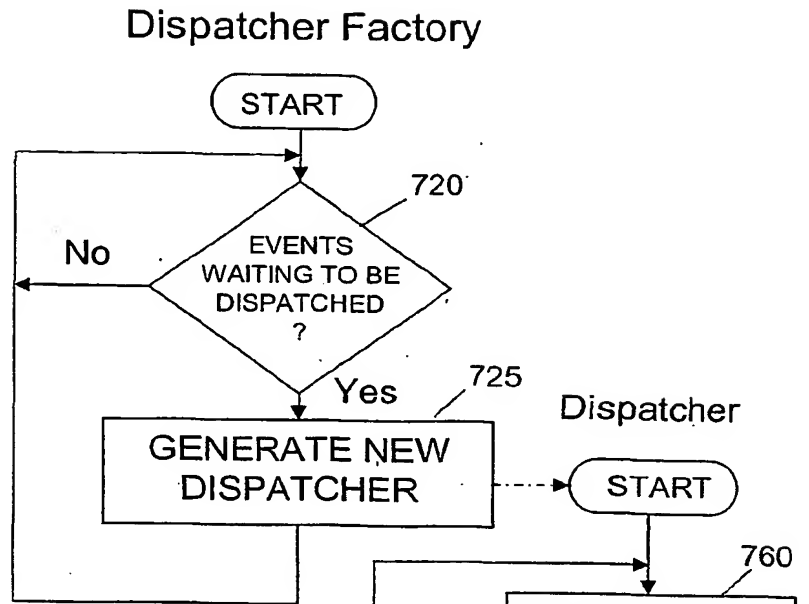 Dispatcher Factory
START
720
No
EVENTS
WAITING TO BE
DISPATCHED
?
Yes
725
GENERATE NEW
DISPATCHER
Dispatcher
START
760